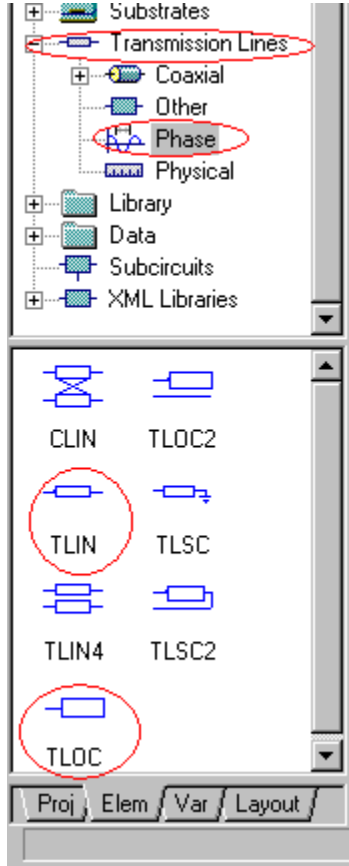 Substrates
Transmission Lines
Coaxial
Other
Phase
Physical
Library
Data
Subcircuits
XML Libraries
CLIN TLOC2
TLIN TLSC
TLIN4 TLSC2
TLOC
Proj Elem Var Layout